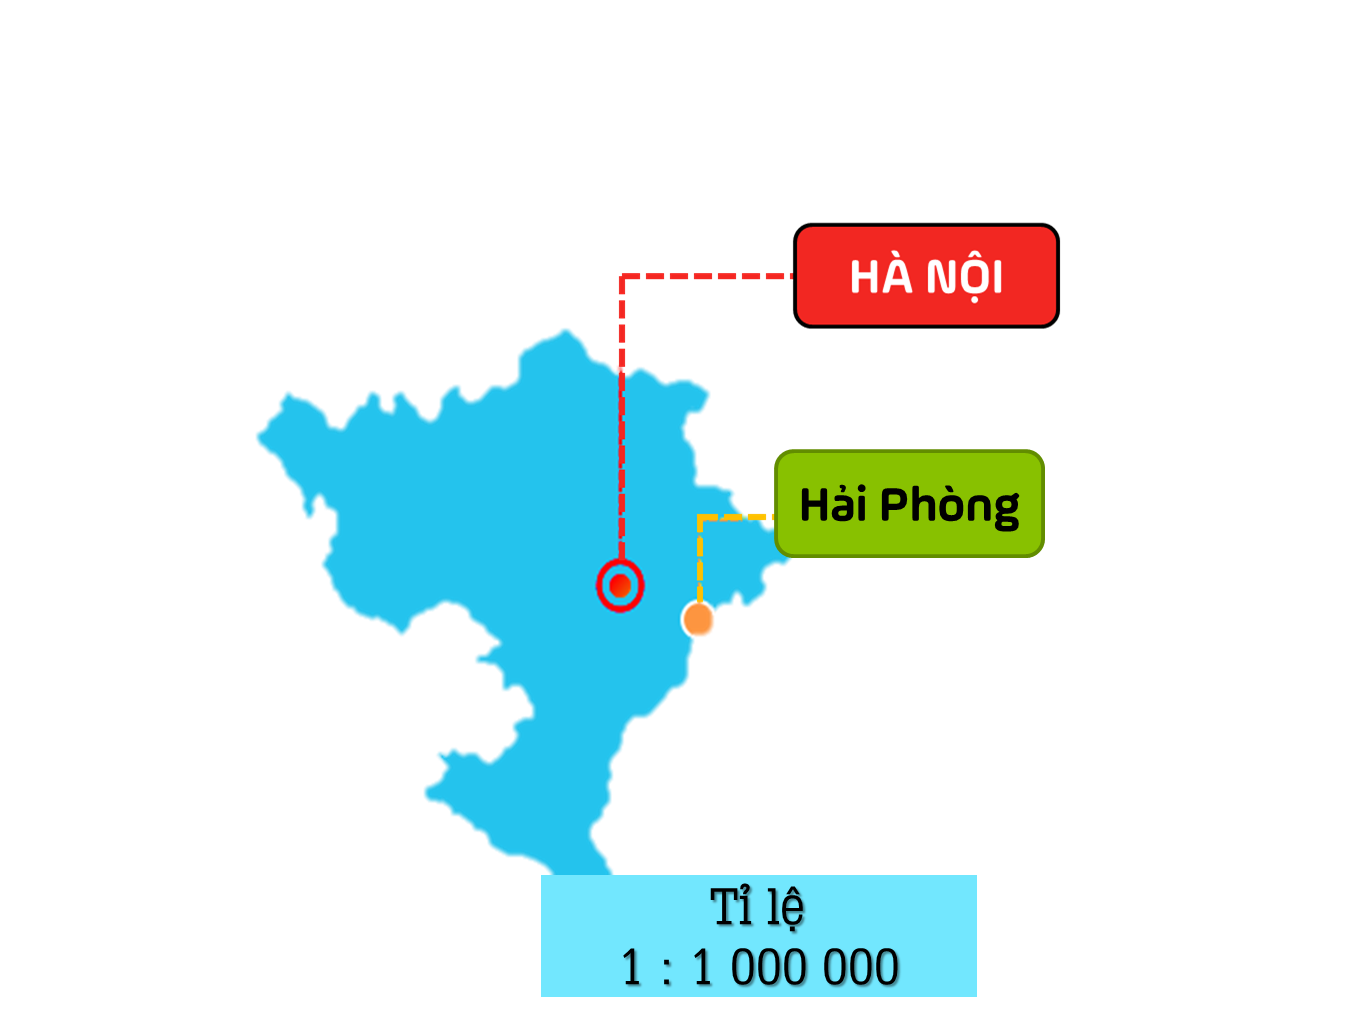 HÀ NỘI
Hải Phòng
Tỉ lệ
1 : 1 000 000